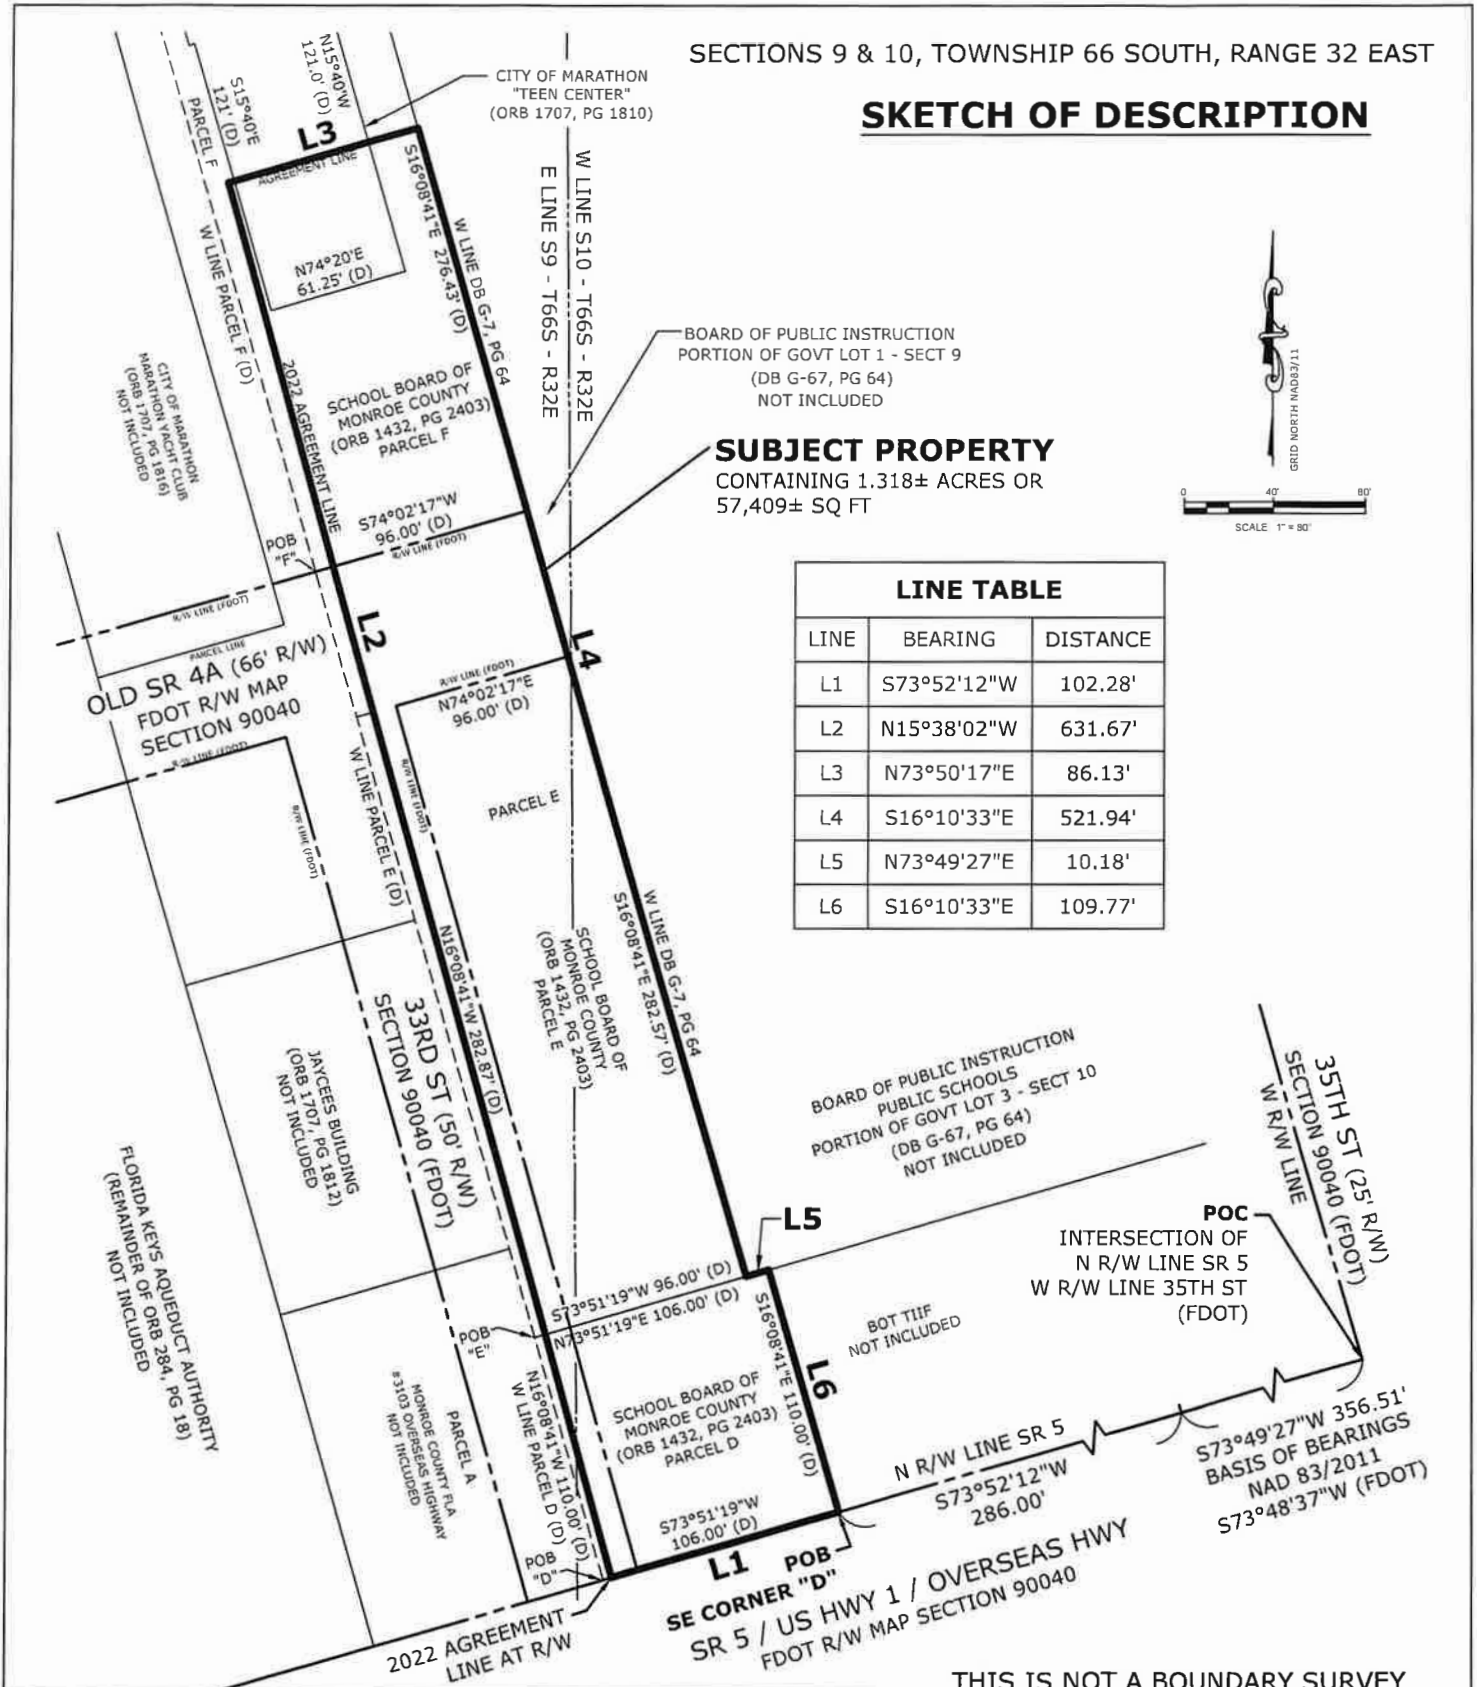 SECTIONS 9 & 10, TOWNSHIP 66 SOUTH, RANGE 32 EAST
SKETCH OF DESCRIPTION
N15°40'W
121.0' (D)
CITY OF MARATHON
"TEEN CENTER"
(ORB 1707, PG 1810)
S15°40'E
121' (D)
PARCEL F
L3
AGREEMENT LINE
W LINE PARCEL F (D)
N74°20'E
61.25' (D)
S16°08'41"E 276.43' (D)
W LINE DB G-7, PG 64
E LINE S9 - T66S - R32E
W LINE S10 - T66S - R32E
GRID NORTH NAD83/11
0 40' 80'
SCALE 1" = 80'
BOARD OF PUBLIC INSTRUCTION
PORTION OF GOVT LOT 1 - SECT 9
(DB G-67, PG 64)
NOT INCLUDED
CITY OF MARATHON
MARATHON YACHT CLUB
(ORB 1707, PG 1816)
NOT INCLUDED
2022 AGREEMENT LINE
SCHOOL BOARD OF
MONROE COUNTY
(ORB 1432, PG 2403)
PARCEL F
SUBJECT PROPERTY
CONTAINING 1.318± ACRES OR
57,409± SQ FT
S74°02'17"W
96.00' (D)
R/W LINE (FDOT)
POB
"F"
LINE TABLE
LINE BEARING DISTANCE
L1 S73°52'12"W 102.28'
L2 N15°38'02"W 631.67'
L3 N73°50'17"E 86.13'
L4 S16°10'33"E 521.94'
L5 N73°49'27"E 10.18'
L6 S16°10'33"E 109.77'
R/W LINE (FDOT)
PARCEL LINE
OLD SR 4A (66' R/W)
FDOT R/W MAP
SECTION 90040
R/W LINE (FDOT)
L2
L4
R/W LINE (FDOT)
N74°02'17"E
96.00' (D)
W LINE PARCEL E (D)
R/W LINE (FDOT)
R/W LINE (FDOT)
PARCEL E
N16°08'41"W 282.87' (D)
SCHOOL BOARD OF
MONROE COUNTY
(ORB 1432, PG 2403)
PARCEL E
W LINE DB G-7, PG 64
S16°08'41"E 282.57' (D)
33RD ST (50' R/W)
SECTION 90040 (FDOT)
JAYCEES BUILDING
(ORB 1707, PG 1812)
NOT INCLUDED
BOARD OF PUBLIC INSTRUCTION
PUBLIC SCHOOLS
PORTION OF GOVT LOT 3 - SECT 10
(DB G-67, PG 64)
NOT INCLUDED
35TH ST (25' R/W)
SECTION 90040 (FDOT)
W R/W LINE
FLORIDA KEYS AQUEDUCT AUTHORITY
(REMAINDER OF ORB 284, PG 18)
NOT INCLUDED
L5
POC
INTERSECTION OF
N R/W LINE SR 5
W R/W LINE 35TH ST
(FDOT)
S73°51'19"W 96.00' (D)
N73°51'19"E 106.00' (D)
POB
"E"
BOT TIIF
NOT INCLUDED
S16°08'41"E 110.00' (D)
L6
PARCEL A
MONROE COUNTY FLA
#3103 OVERSEAS HIGHWAY
NOT INCLUDED
N16°08'41"W 110.00' (D)
W LINE PARCEL D (D)
SCHOOL BOARD OF
MONROE COUNTY
(ORB 1432, PG 2403)
PARCEL D
N R/W LINE SR 5
S73°52'12"W
286.00'
S73°49'27"W 356.51'
BASIS OF BEARINGS
NAD 83/2011
S73°48'37"W (FDOT)
S73°51'19"W
106.00' (D)
POB
"D"
L1
POB
SE CORNER "D"
SR 5 / US HWY 1 / OVERSEAS HWY
FDOT R/W MAP SECTION 90040
2022 AGREEMENT
LINE AT R/W
THIS IS NOT A BOUNDARY SURVEY